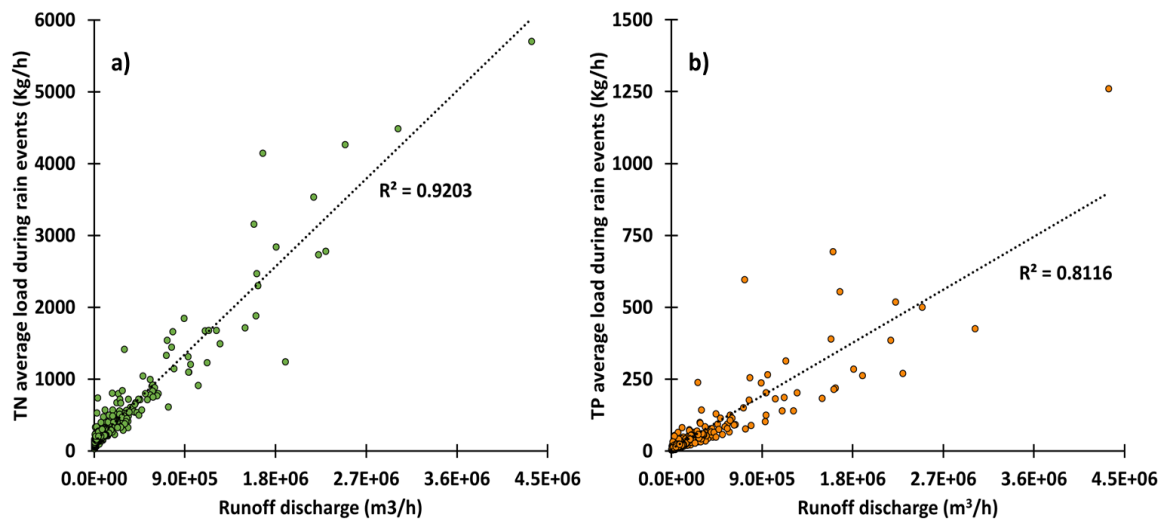 a)
TN average load during rain events (Kg/h)
6000
5000
4000
3000
2000
1000
0
R² = 0.9203
0.0E+00 9.0E+05 1.8E+06 2.7E+06 3.6E+06 4.5E+06
Runoff discharge (m3/h)
b)
TP average load during rain events (Kg/h)
1500
1250
1000
750
500
250
0
R² = 0.8116
0.0E+00 9.0E+05 1.8E+06 2.7E+06 3.6E+06 4.5E+06
Runoff discharge (m³/h)